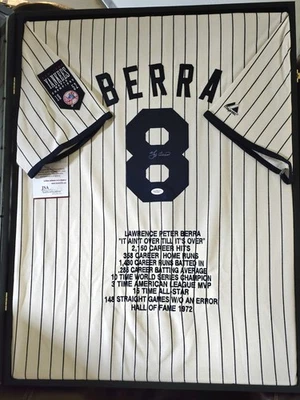 YANKEES
BERRA
8
LAWRENCE PETER BERRA
"IT AIN'T OVER TILL IT'S OVER"
2,150 CAREER HITS
358 CAREER HOME RUNS
1,430 CAREER RUNS BATTED IN
.285 CAREER BATTING AVERAGE
10 TIME WORLD SERIES CHAMPION
3 TIME AMERICAN LEAGUE MVP
15 TIME ALL-STAR
148 STRAIGHT GAMES W/O AN ERROR
HALL OF FAME 1972
JSA